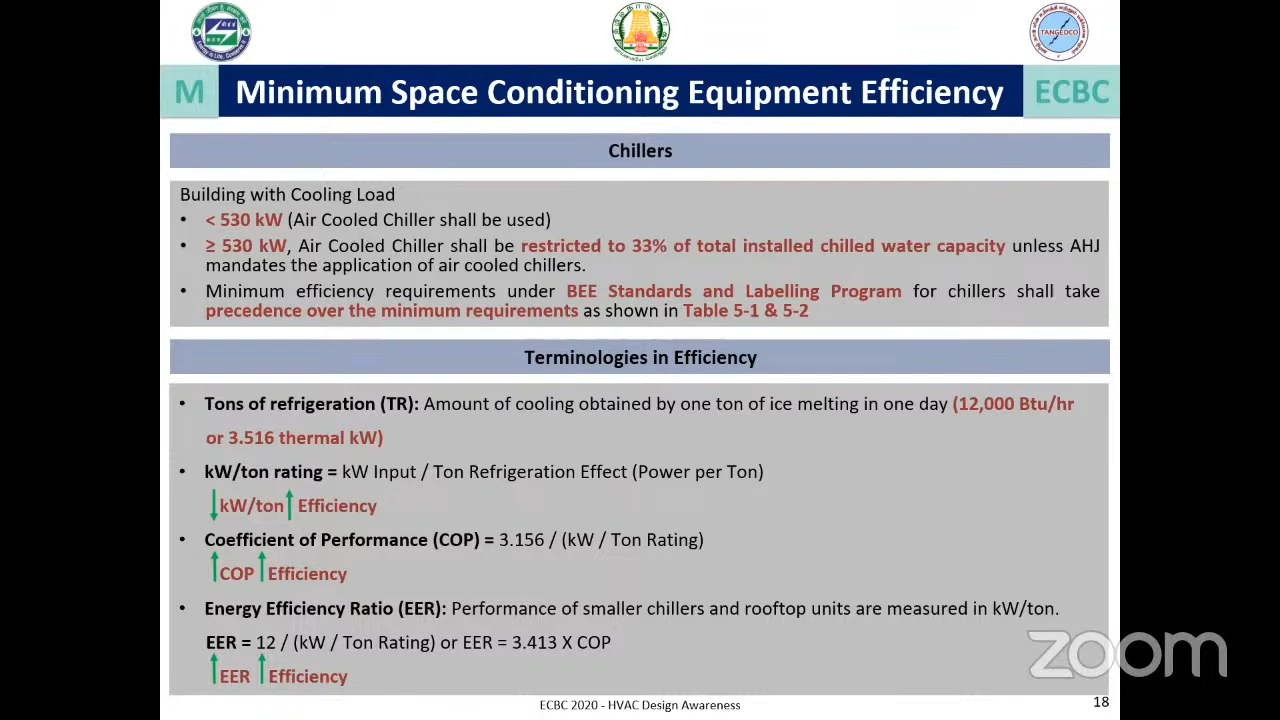 TANGEDCO
M
Minimum Space Conditioning Equipment Efficiency
ECBC
Chillers
Building with Cooling Load
• < 530 kW (Air Cooled Chiller shall be used)
• ≥ 530 kW, Air Cooled Chiller shall be restricted to 33% of total installed chilled water capacity unless AHJ
mandates the application of air cooled chillers.
• Minimum efficiency requirements under BEE Standards and Labelling Program for chillers shall take
precedence over the minimum requirements as shown in Table 5-1 & 5-2
Terminologies in Efficiency
• Tons of refrigeration (TR): Amount of cooling obtained by one ton of ice melting in one day (12,000 Btu/hr
or 3.516 thermal kW)
• kW/ton rating = kW Input / Ton Refrigeration Effect (Power per Ton)
↓kW/ton↑ Efficiency
• Coefficient of Performance (COP) = 3.156 / (kW / Ton Rating)
↑COP ↑Efficiency
• Energy Efficiency Ratio (EER): Performance of smaller chillers and rooftop units are measured in kW/ton.
EER = 12 / (kW / Ton Rating) or EER = 3.413 X COP
↑EER ↑Efficiency
zoom
ECBC 2020 - HVAC Design Awareness
18